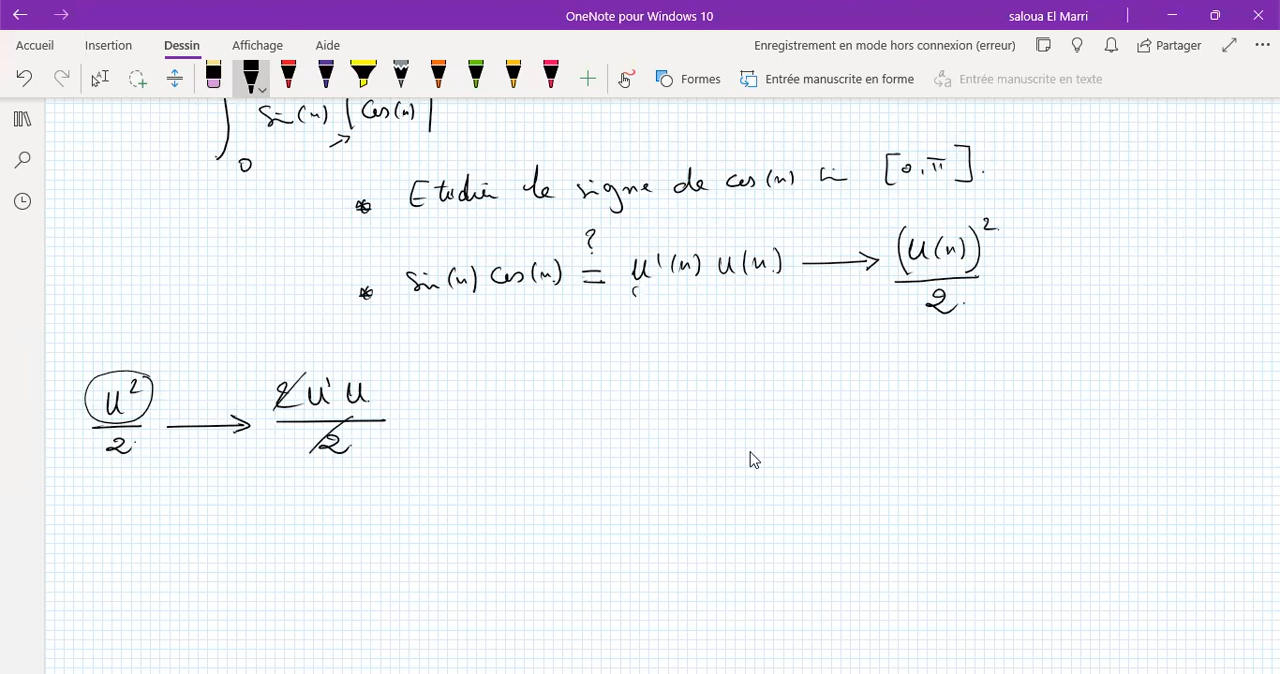 OneNote pour Windows 10
saloua El Marri
Accueil Insertion Dessin Affichage Aide
Enregistrement en mode hors connexion (erreur) Partager
Formes Entrée manuscrite en forme Entrée manuscrite en texte
∫ sin(x) |cos(x)|
0
* Etudier le signe de cos(x) sur [0,π].
* sin(x) cos(x) =? u'(x) u(x) → (u(x))²/2
u²/2 → 2u'u/2